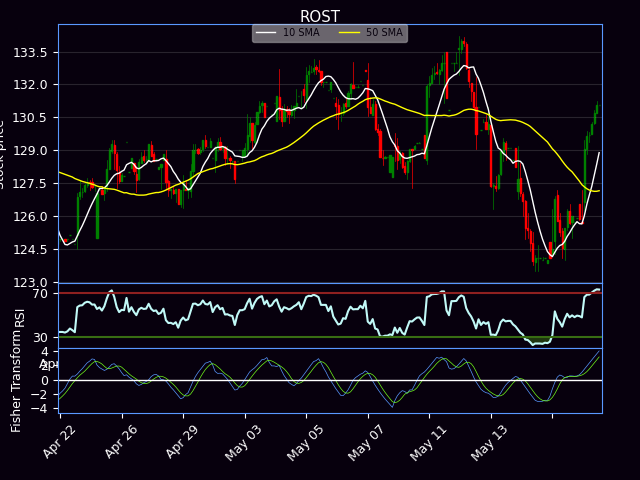 ROST
10 SMA
50 SMA
133.5
132.0
130.5
129.0
127.5
126.0
124.5
123.0
stock price
70
30
RSI
4
2
0
−2
−4
Fisher Transform
Apr 22
Apr 26
Apr 29
May 03
May 05
May 07
May 11
May 13